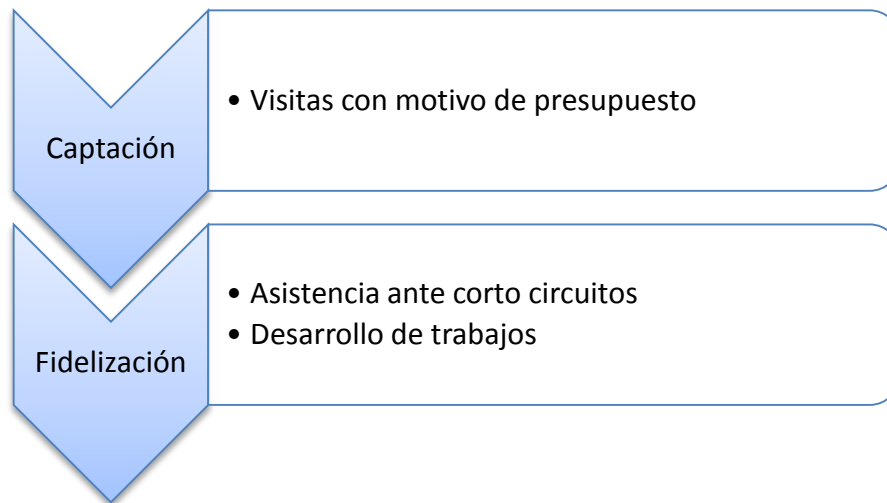 Captación
• Visitas con motivo de presupuesto
Fidelización
• Asistencia ante corto circuitos
• Desarrollo de trabajos